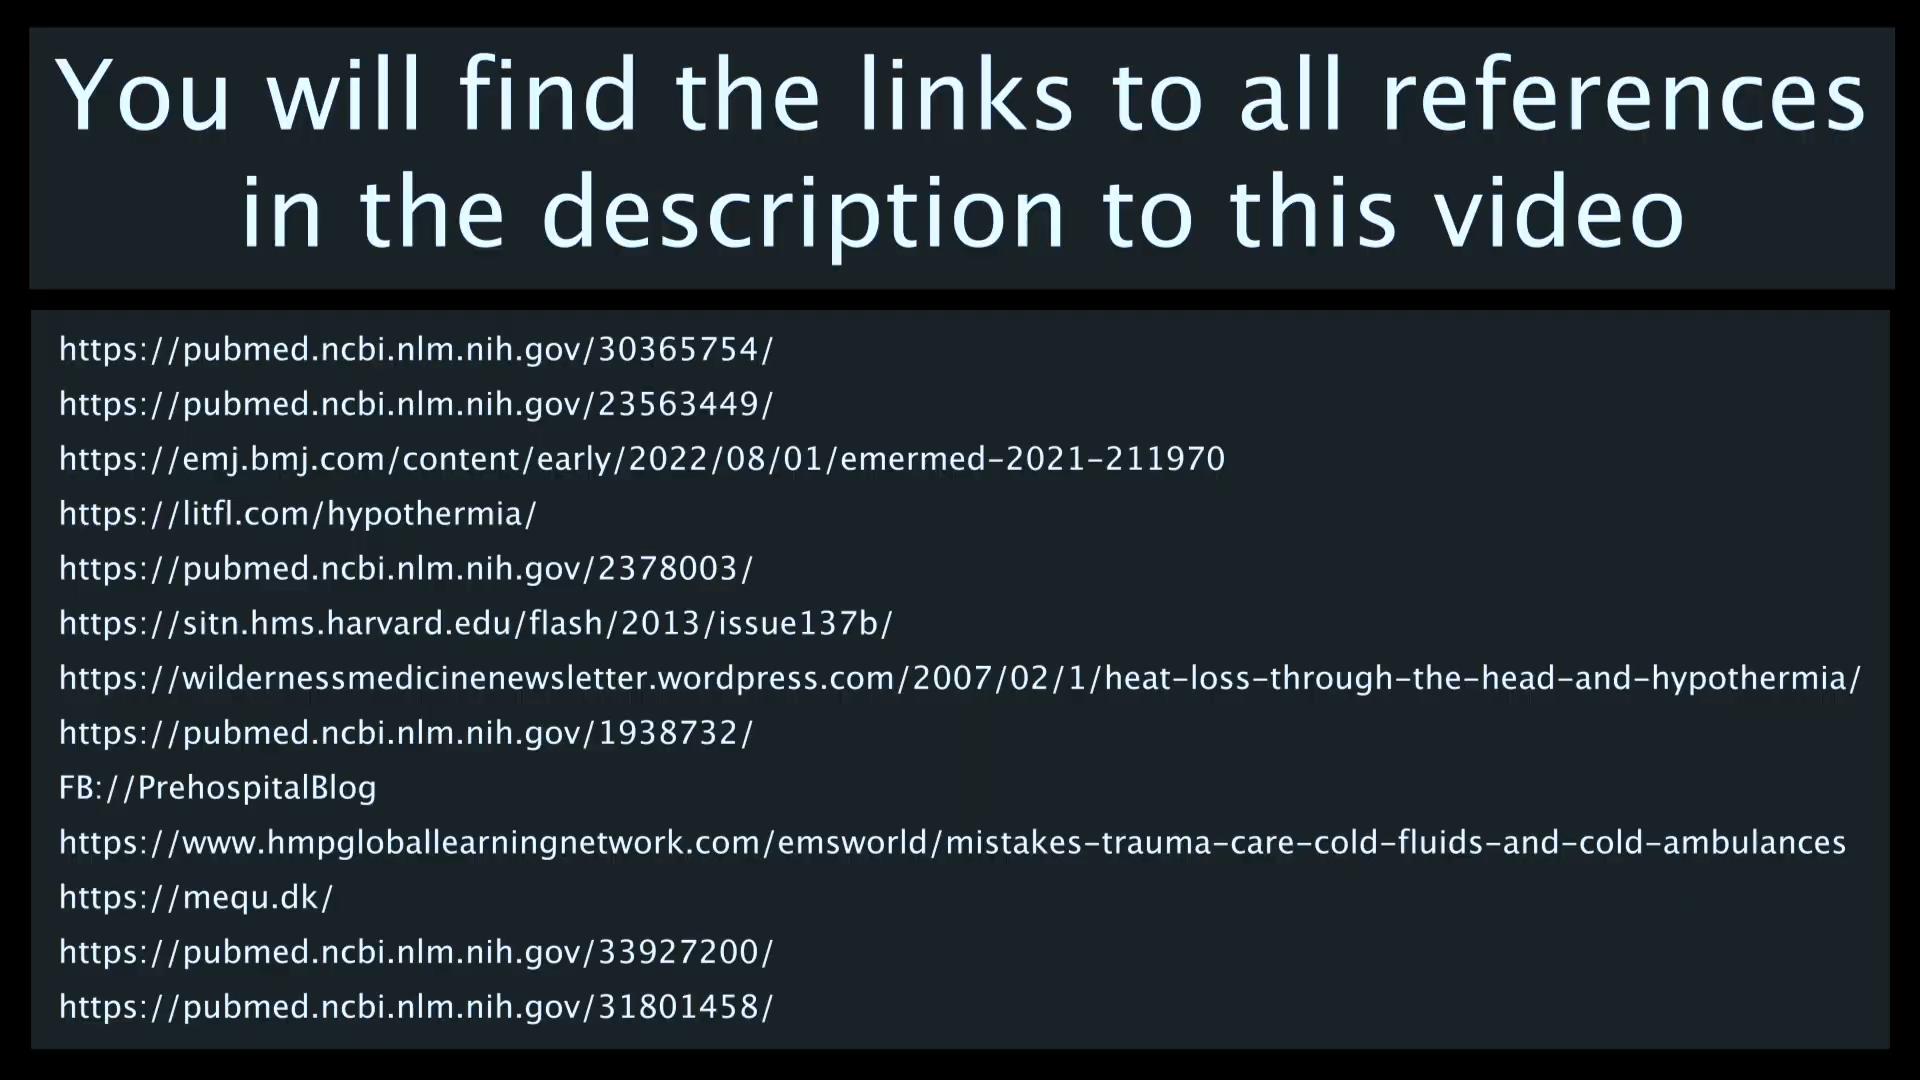 You will find the links to all references
in the description to this video
https://pubmed.ncbi.nlm.nih.gov/30365754/
https://pubmed.ncbi.nlm.nih.gov/23563449/
https://emj.bmj.com/content/early/2022/08/01/emermed-2021-211970
https://litfl.com/hypothermia/
https://pubmed.ncbi.nlm.nih.gov/2378003/
https://sitn.hms.harvard.edu/flash/2013/issue137b/
https://wildernessmedicinenewsletter.wordpress.com/2007/02/1/heat-loss-through-the-head-and-hypothermia/
https://pubmed.ncbi.nlm.nih.gov/1938732/
FB://PrehospitalBlog
https://www.hmpgloballearningnetwork.com/emsworld/mistakes-trauma-care-cold-fluids-and-cold-ambulances
https://mequ.dk/
https://pubmed.ncbi.nlm.nih.gov/33927200/
https://pubmed.ncbi.nlm.nih.gov/31801458/